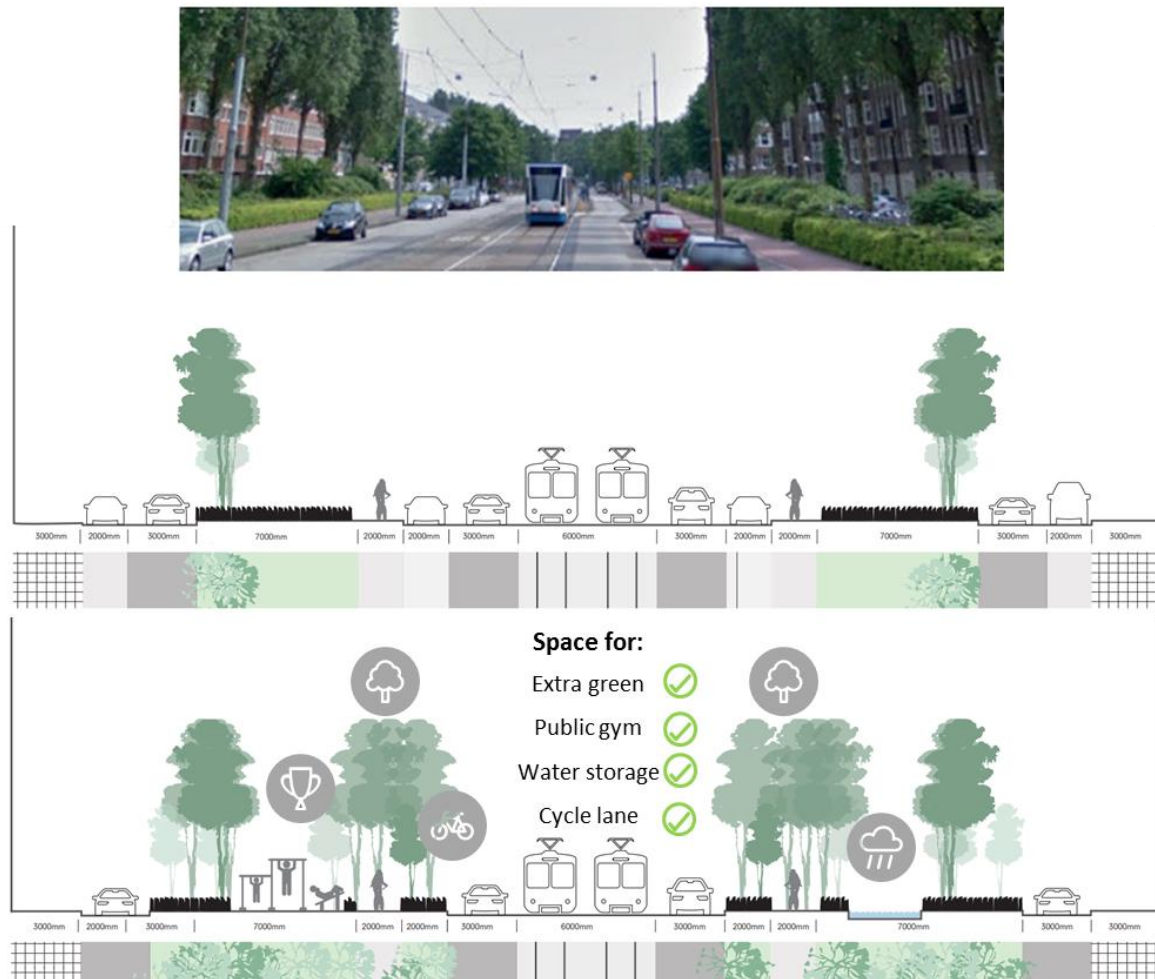 3000mm 2000mm 3000mm 7000mm 2000mm 2000mm 3000mm 6000mm 3000mm 2000mm 2000mm 7000mm 3000mm 2000mm 3000mm
Space for:
Extra green
Public gym
Water storage
Cycle lane
3000mm 2000mm 3000mm 7000mm 2000mm 2000mm 3000mm 6000mm 3000mm 2000mm 2000mm 7000mm 3000mm 3000mm